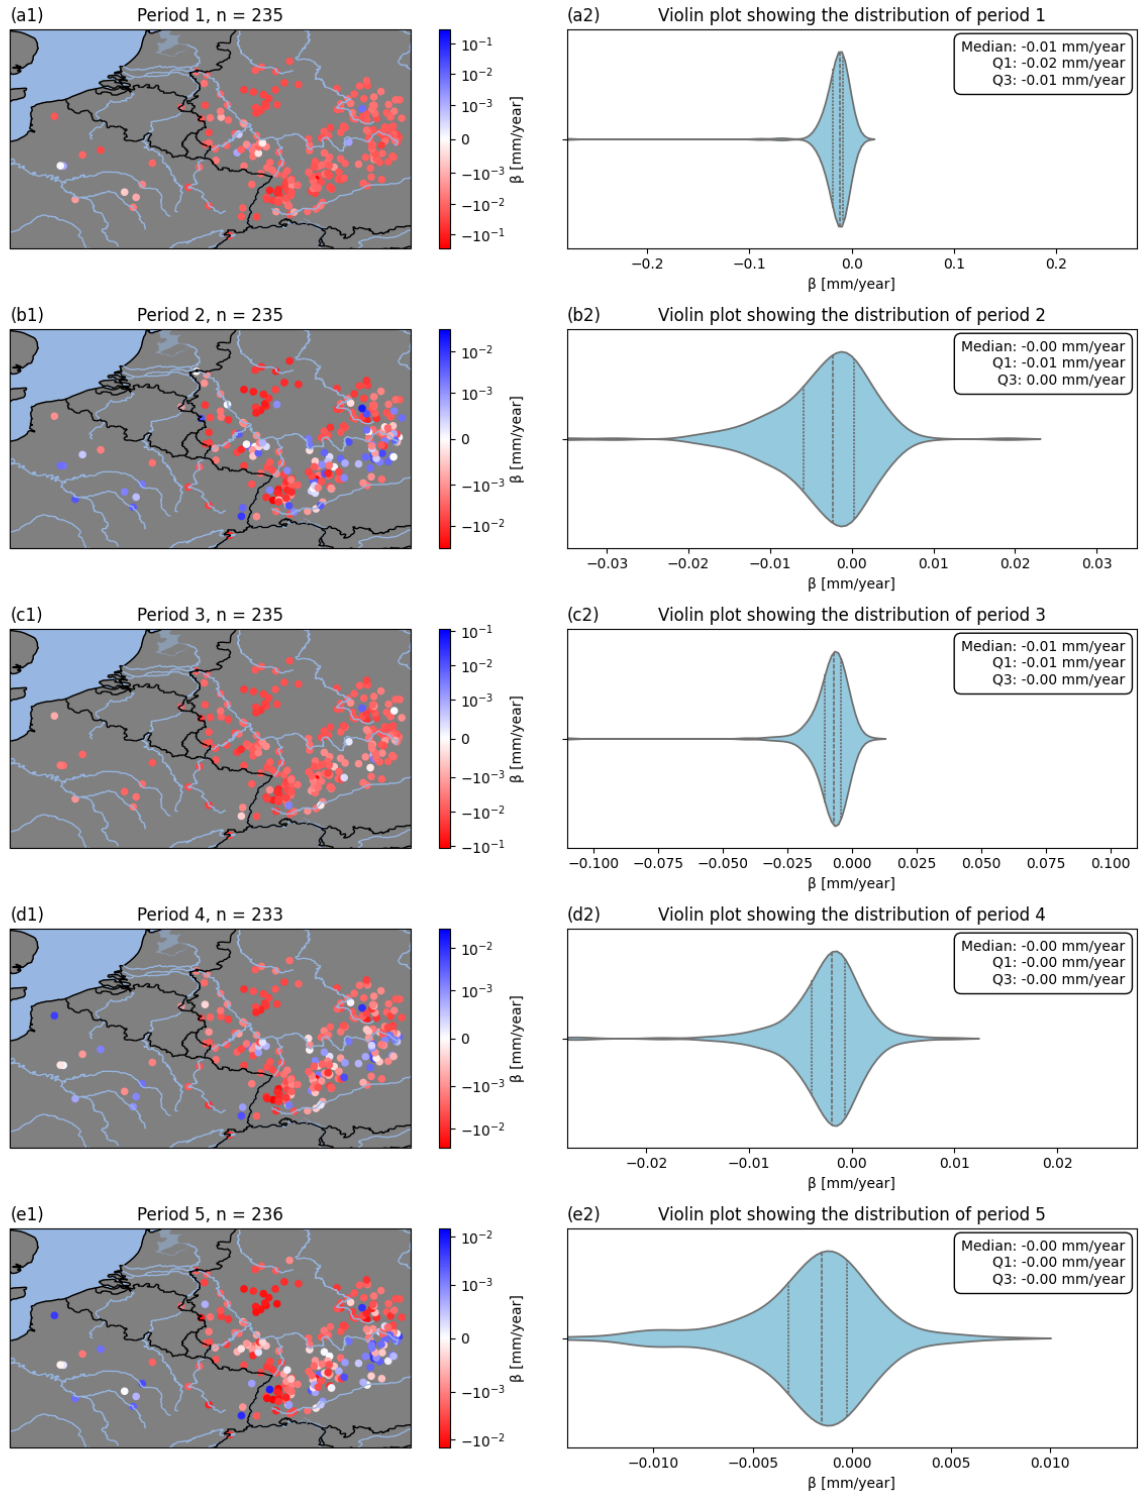 (a1) Period 1, n = 235
10⁻¹
10⁻²
10⁻³
0
−10⁻³
−10⁻²
−10⁻¹
β [mm/year]
(a2) Violin plot showing the distribution of period 1
Median: -0.01 mm/year
Q1: -0.02 mm/year
Q3: -0.01 mm/year
−0.2 −0.1 0.0 0.1 0.2
β [mm/year]
(b1) Period 2, n = 235
10⁻²
10⁻³
0
−10⁻³
−10⁻²
β [mm/year]
(b2) Violin plot showing the distribution of period 2
Median: -0.00 mm/year
Q1: -0.01 mm/year
Q3: 0.00 mm/year
−0.03 −0.02 −0.01 0.00 0.01 0.02 0.03
β [mm/year]
(c1) Period 3, n = 235
10⁻¹
10⁻²
10⁻³
0
−10⁻³
−10⁻²
−10⁻¹
β [mm/year]
(c2) Violin plot showing the distribution of period 3
Median: -0.01 mm/year
Q1: -0.01 mm/year
Q3: -0.00 mm/year
−0.100 −0.075 −0.050 −0.025 0.000 0.025 0.050 0.075 0.100
β [mm/year]
(d1) Period 4, n = 233
10⁻²
10⁻³
0
−10⁻³
−10⁻²
β [mm/year]
(d2) Violin plot showing the distribution of period 4
Median: -0.00 mm/year
Q1: -0.00 mm/year
Q3: -0.00 mm/year
−0.02 −0.01 0.00 0.01 0.02
β [mm/year]
(e1) Period 5, n = 236
10⁻²
10⁻³
0
−10⁻³
−10⁻²
β [mm/year]
(e2) Violin plot showing the distribution of period 5
Median: -0.00 mm/year
Q1: -0.00 mm/year
Q3: -0.00 mm/year
−0.010 −0.005 0.000 0.005 0.010
β [mm/year]